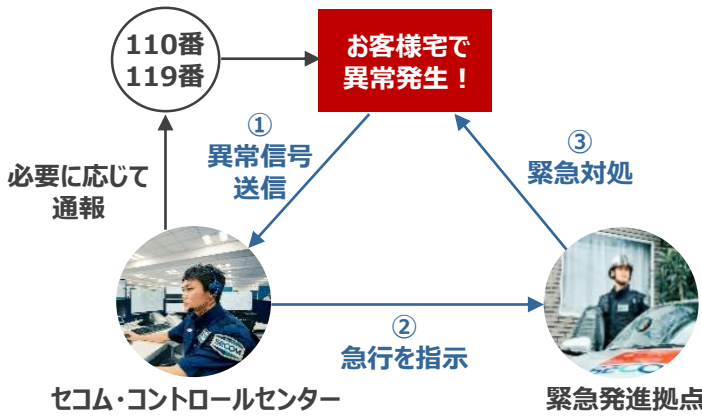 110番
119番
お客様宅で
異常発生！
①
異常信号
送信
③
緊急対処
必要に応じて
通報
②
急行を指示
セコム・コントロールセンター
緊急発進拠点